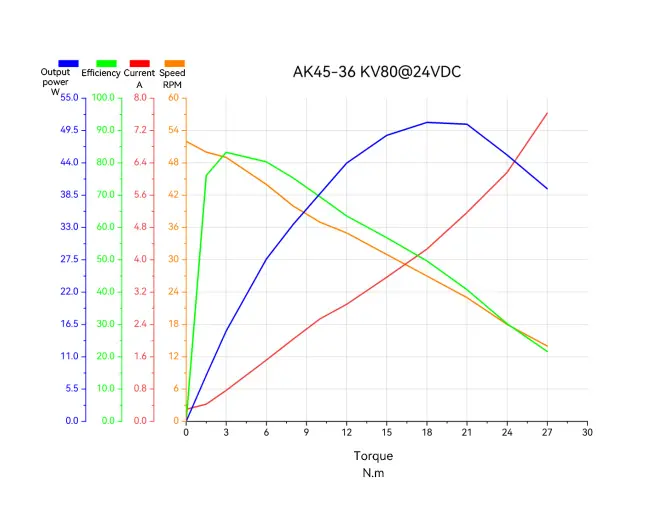 AK45-36 KV80@24VDC
Output
power
W
Efficiency
Current
A
Speed
RPM
55.0 100.0 8.0 60
49.5 90.0 7.2 54
44.0 80.0 6.4 48
38.5 70.0 5.6 42
33.0 60.0 4.8 36
27.5 50.0 4.0 30
22.0 40.0 3.2 24
16.5 30.0 2.4 18
11.0 20.0 1.6 12
5.5 10.0 0.8 6
0.0 0.0 0.0 0
0 3 6 9 12 15 18 21 24 27 30
Torque
N.m